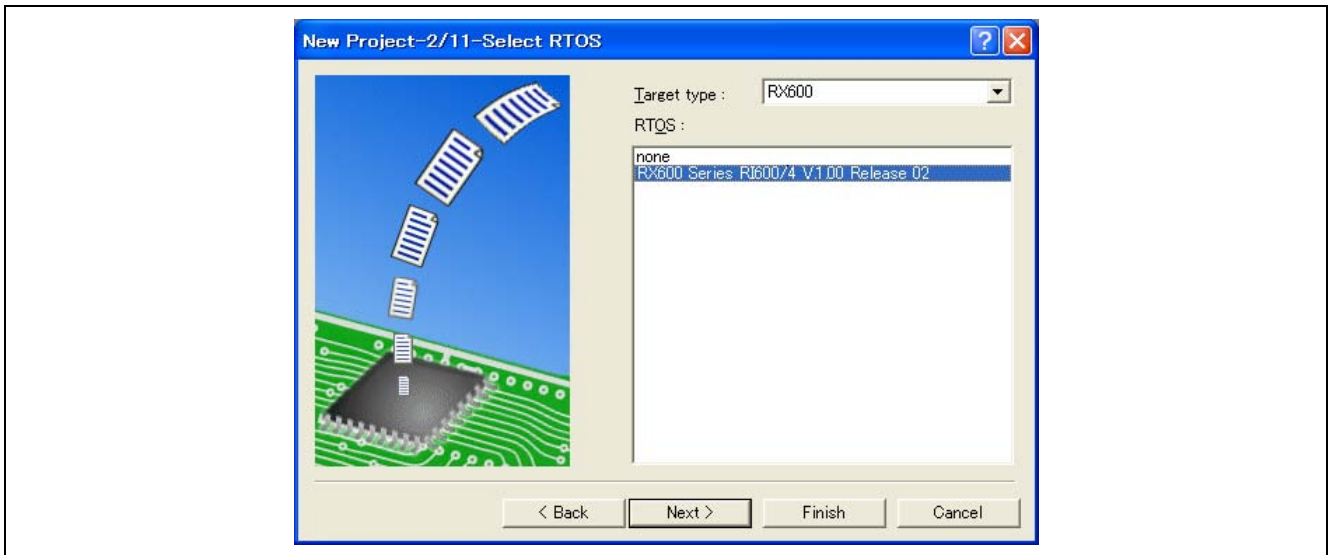 New Project-2/11-Select RTOS
Target type : RX600
RTOS :
none
RX600 Series RI600/4 V.1.00 Release 02
< Back Next > Finish Cancel